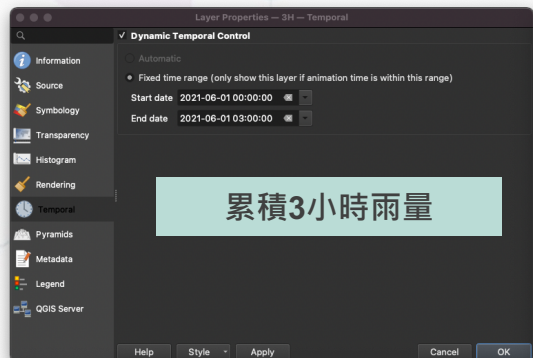 Layer Properties — 3H — Temporal
Dynamic Temporal Control
Information
Source
Symbology
Transparency
Histogram
Rendering
Temporal
Pyramids
Metadata
Legend
QGIS Server
Automatic
Fixed time range (only show this layer if animation time is within this range)
Start date 2021-06-01 00:00:00
End date 2021-06-01 03:00:00
累積3小時雨量
Help Style Apply Cancel OK